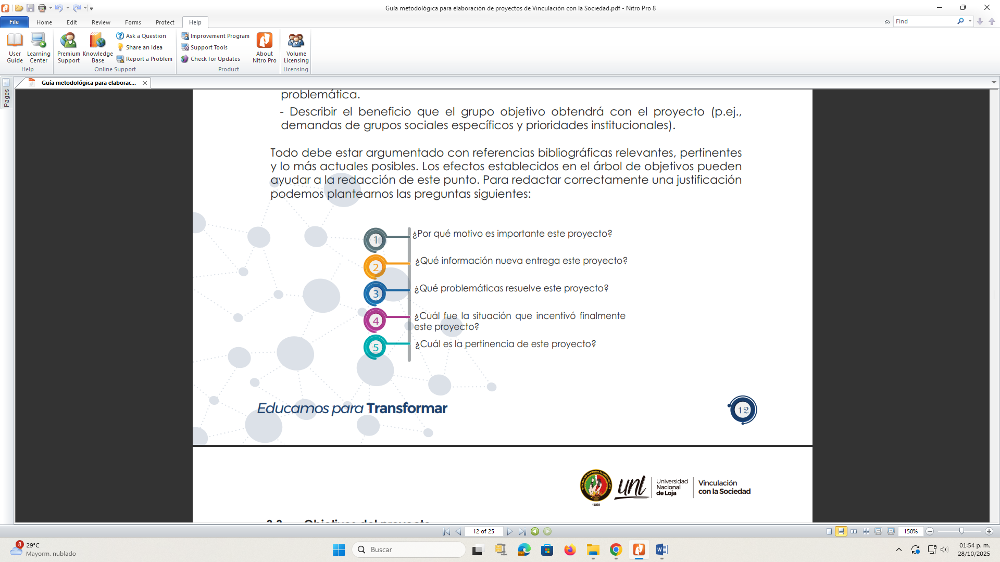 Guía metodológica para elaboración de proyectos de Vinculación con la Sociedad.pdf - Nitro Pro 8
File
Home
Edit
Review
Forms
Protect
Help
Find
User Guide
Learning Center
Help
Premium Support
Knowledge Base
Ask a Question
Share an Idea
Report a Problem
Online Support
Improvement Program
Support Tools
Check for Updates
About Nitro Pro
Product
Volume Licensing
Licensing
Guía metodológica para elaborac...
Pages
problemática.
- Describir el beneficio que el grupo objetivo obtendrá con el proyecto (p.ej.,
demandas de grupos sociales específicos y prioridades institucionales).
Todo debe estar argumentado con referencias bibliográficas relevantes, pertinentes
y lo más actuales posibles. Los efectos establecidos en el árbol de objetivos pueden
ayudar a la redacción de este punto. Para redactar correctamente una justificación
podemos plantearnos las preguntas siguientes:
1 ¿Por qué motivo es importante este proyecto?
2 ¿Qué información nueva entrega este proyecto?
3 ¿Qué problemáticas resuelve este proyecto?
4 ¿Cuál fue la situación que incentivó finalmente
este proyecto?
5 ¿Cuál es la pertinencia de este proyecto?
Educamos para Transformar
12
1859
unl
Universidad
Nacional
de Loja
Vinculación
con la Sociedad
Objetivos del proyecto
12 of 25
150%
8
29°C
Mayorm. nublado
Buscar
01:54 p. m.
28/10/2025